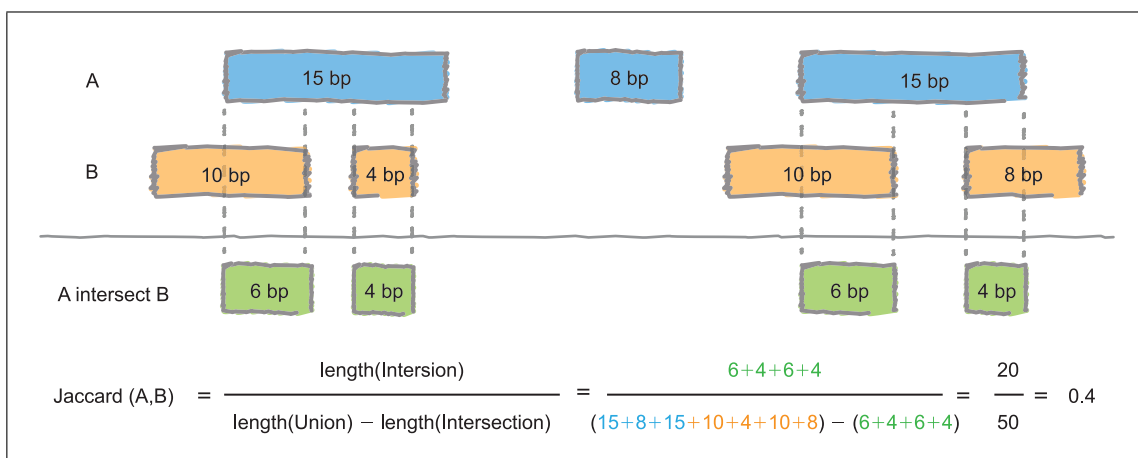 A 15 bp 8 bp 15 bp
B 10 bp 4 bp 10 bp 8 bp
A intersect B 6 bp 4 bp 6 bp 4 bp
length(Intersion) 6+4+6+4 20
Jaccard (A,B) = = = = 0.4
length(Union) − length(Intersection) (15+8+15+10+4+10+8) − (6+4+6+4) 50